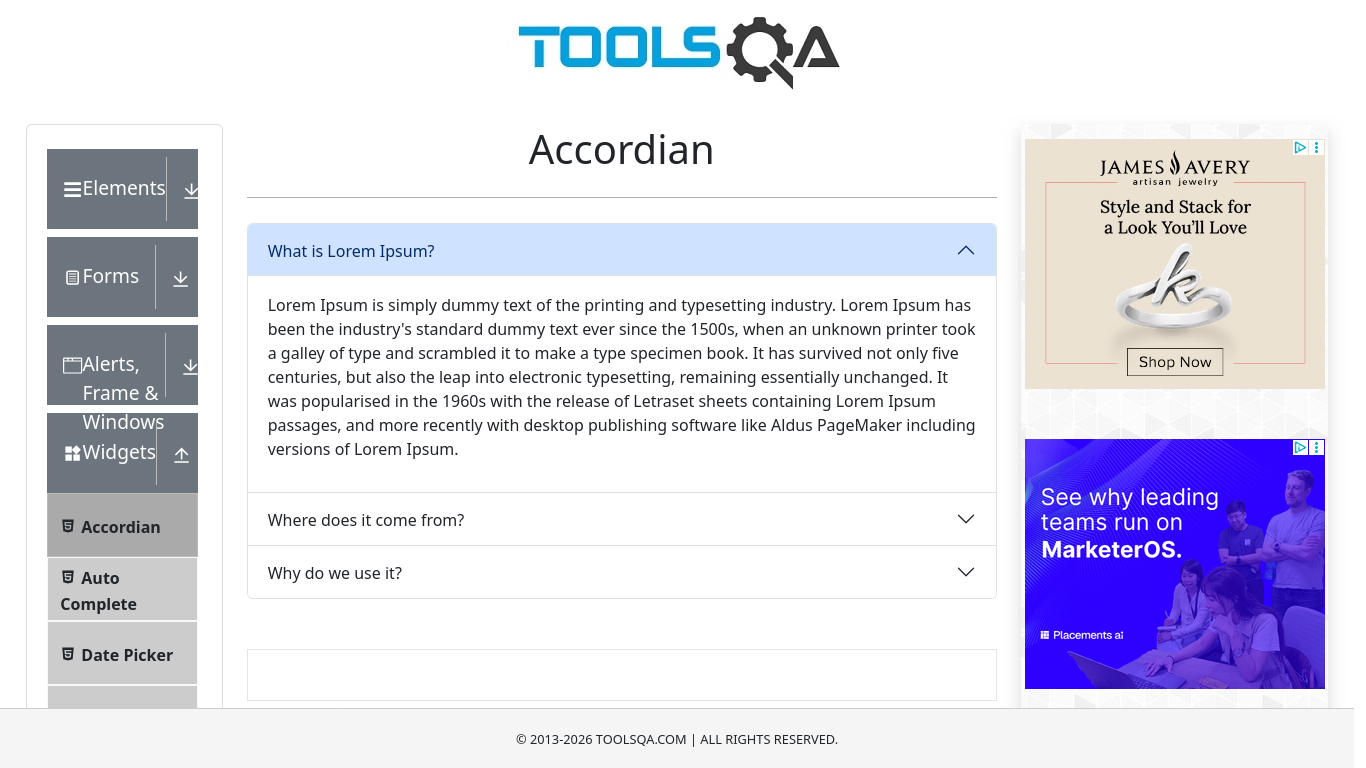 TOOLSQA
Elements
Forms
Alerts,
Frame &
Windows
Widgets
Accordian
Auto
Complete
Date Picker
Accordian
What is Lorem Ipsum?
Lorem Ipsum is simply dummy text of the printing and typesetting industry. Lorem Ipsum has
been the industry's standard dummy text ever since the 1500s, when an unknown printer took
a galley of type and scrambled it to make a type specimen book. It has survived not only five
centuries, but also the leap into electronic typesetting, remaining essentially unchanged. It
was popularised in the 1960s with the release of Letraset sheets containing Lorem Ipsum
passages, and more recently with desktop publishing software like Aldus PageMaker including
versions of Lorem Ipsum.
Where does it come from?
Why do we use it?
JAMES AVERY
artisan jewelry
Style and Stack for
a Look You'll Love
Shop Now
See why leading
teams run on
MarketerOS.
Placements ai
© 2013-2026 TOOLSQA.COM | ALL RIGHTS RESERVED.